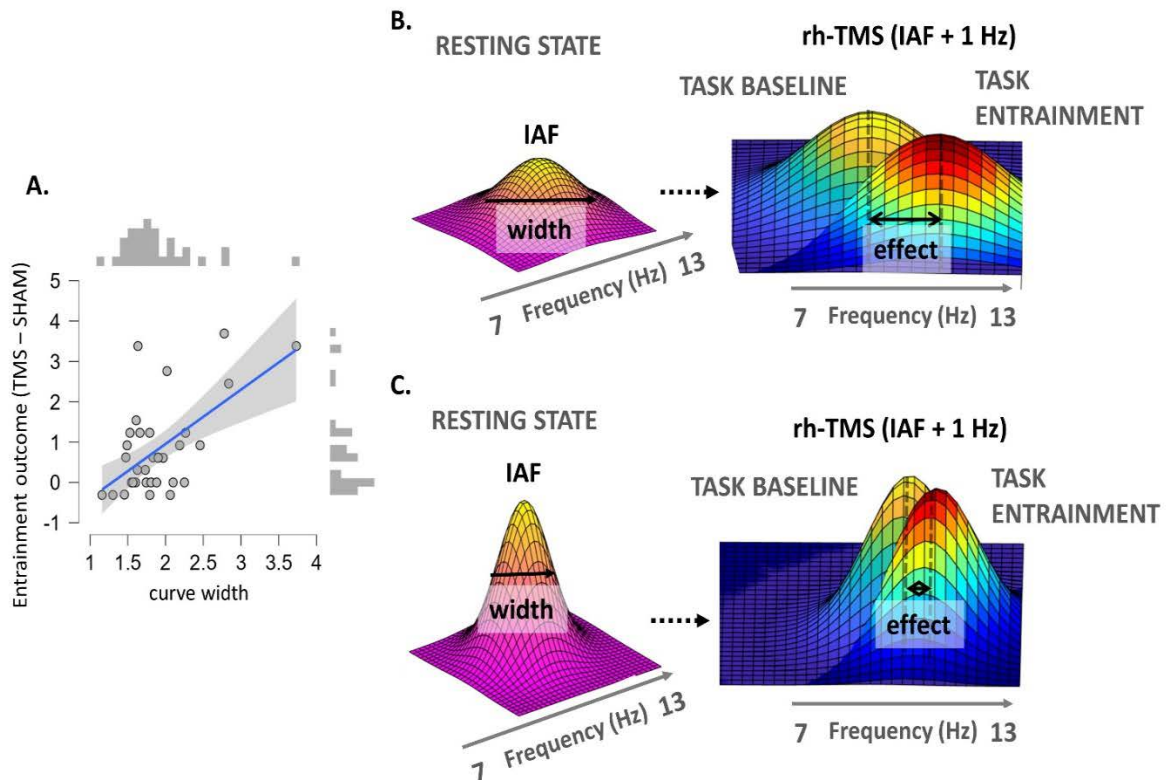 A.
Entrainment outcome (TMS – SHAM)
5
4
3
2
1
0
-1
1 1.5 2 2.5 3 3.5 4
curve width
B.
RESTING STATE
rh-TMS (IAF + 1 Hz)
TASK BASELINE
TASK
ENTRAINMENT
IAF
width
effect
7 Frequency (Hz) 13
7 Frequency (Hz) 13
C.
RESTING STATE
rh-TMS (IAF + 1 Hz)
IAF
TASK BASELINE
TASK
ENTRAINMENT
width
effect
7 Frequency (Hz) 13
7 Frequency (Hz) 13